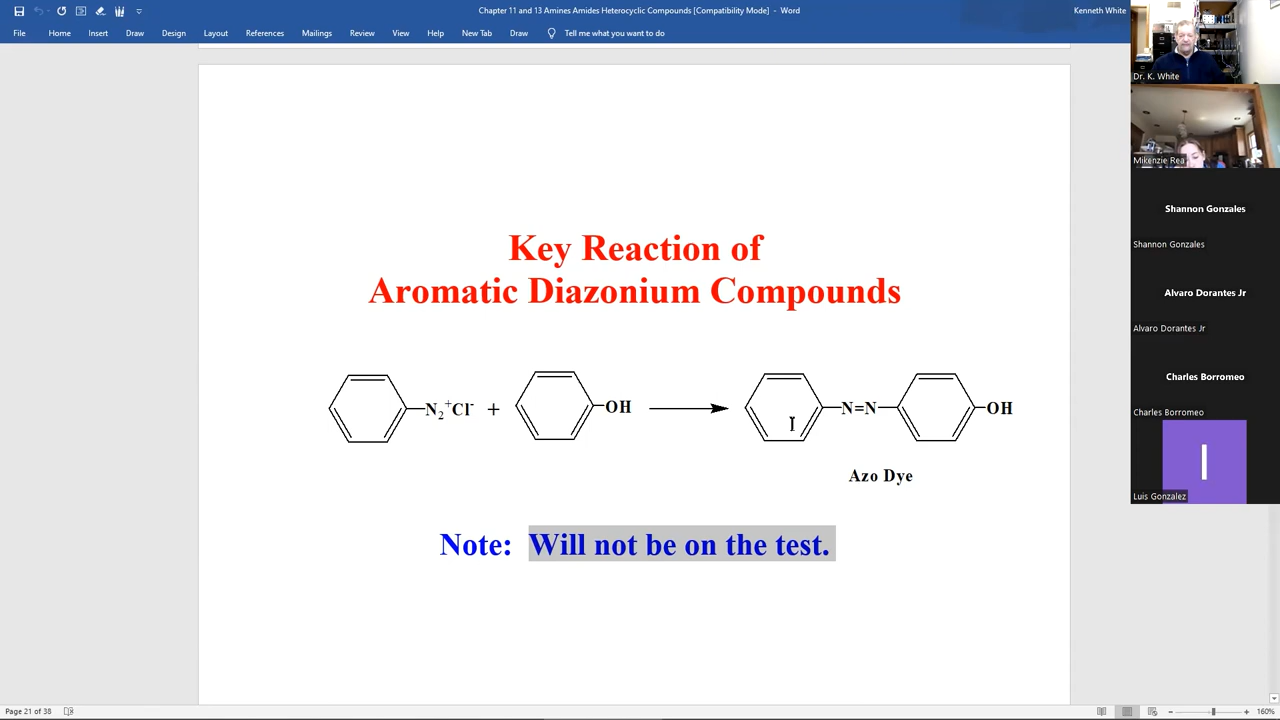 Chapter 11 and 13 Amines Amides Heterocyclic Compounds [Compatibility Mode] - Word
Kenneth White
File Home Insert Draw Design Layout References Mailings Review View Help New Tab Draw Tell me what you want to do
Dr. K. White
Mikenzie Rea
Shannon Gonzales
Shannon Gonzales
Key Reaction of
Aromatic Diazonium Compounds
Alvaro Dorantes Jr
Alvaro Dorantes Jr
Charles Borromeo
Charles Borromeo
N2+Cl- + OH N=N OH
Azo Dye
I
Luis Gonzalez
Note: Will not be on the test.
Page 21 of 38
160%